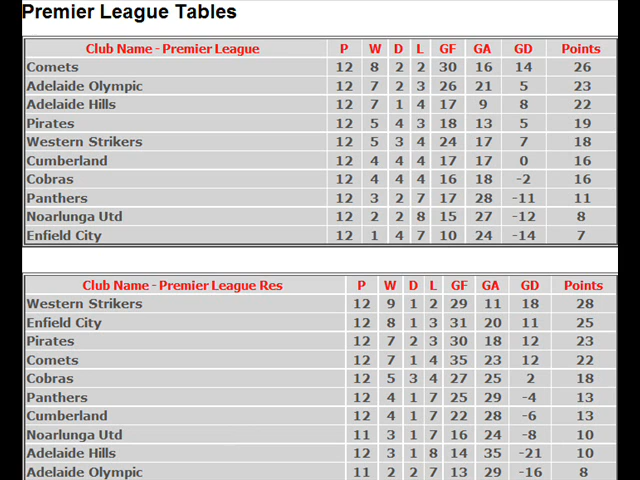 Premier League Tables
Club Name - Premier League P W D L GF GA GD Points
Comets 12 8 2 2 30 16 14 26
Adelaide Olympic 12 7 2 3 26 21 5 23
Adelaide Hills 12 7 1 4 17 9 8 22
Pirates 12 5 4 3 18 13 5 19
Western Strikers 12 5 3 4 24 17 7 18
Cumberland 12 4 4 4 17 17 0 16
Cobras 12 4 4 4 16 18 -2 16
Panthers 12 3 2 7 17 28 -11 11
Noarlunga Utd 12 2 2 8 15 27 -12 8
Enfield City 12 1 4 7 10 24 -14 7
Club Name - Premier League Res P W D L GF GA GD Points
Western Strikers 12 9 1 2 29 11 18 28
Enfield City 12 8 1 3 31 20 11 25
Pirates 12 7 2 3 30 18 12 23
Comets 12 7 1 4 35 23 12 22
Cobras 12 5 3 4 27 25 2 18
Panthers 12 4 1 7 25 29 -4 13
Cumberland 12 4 1 7 22 28 -6 13
Noarlunga Utd 11 3 1 7 16 24 -8 10
Adelaide Hills 12 3 1 8 14 35 -21 10
Adelaide Olympic 11 2 2 7 13 29 -16 8